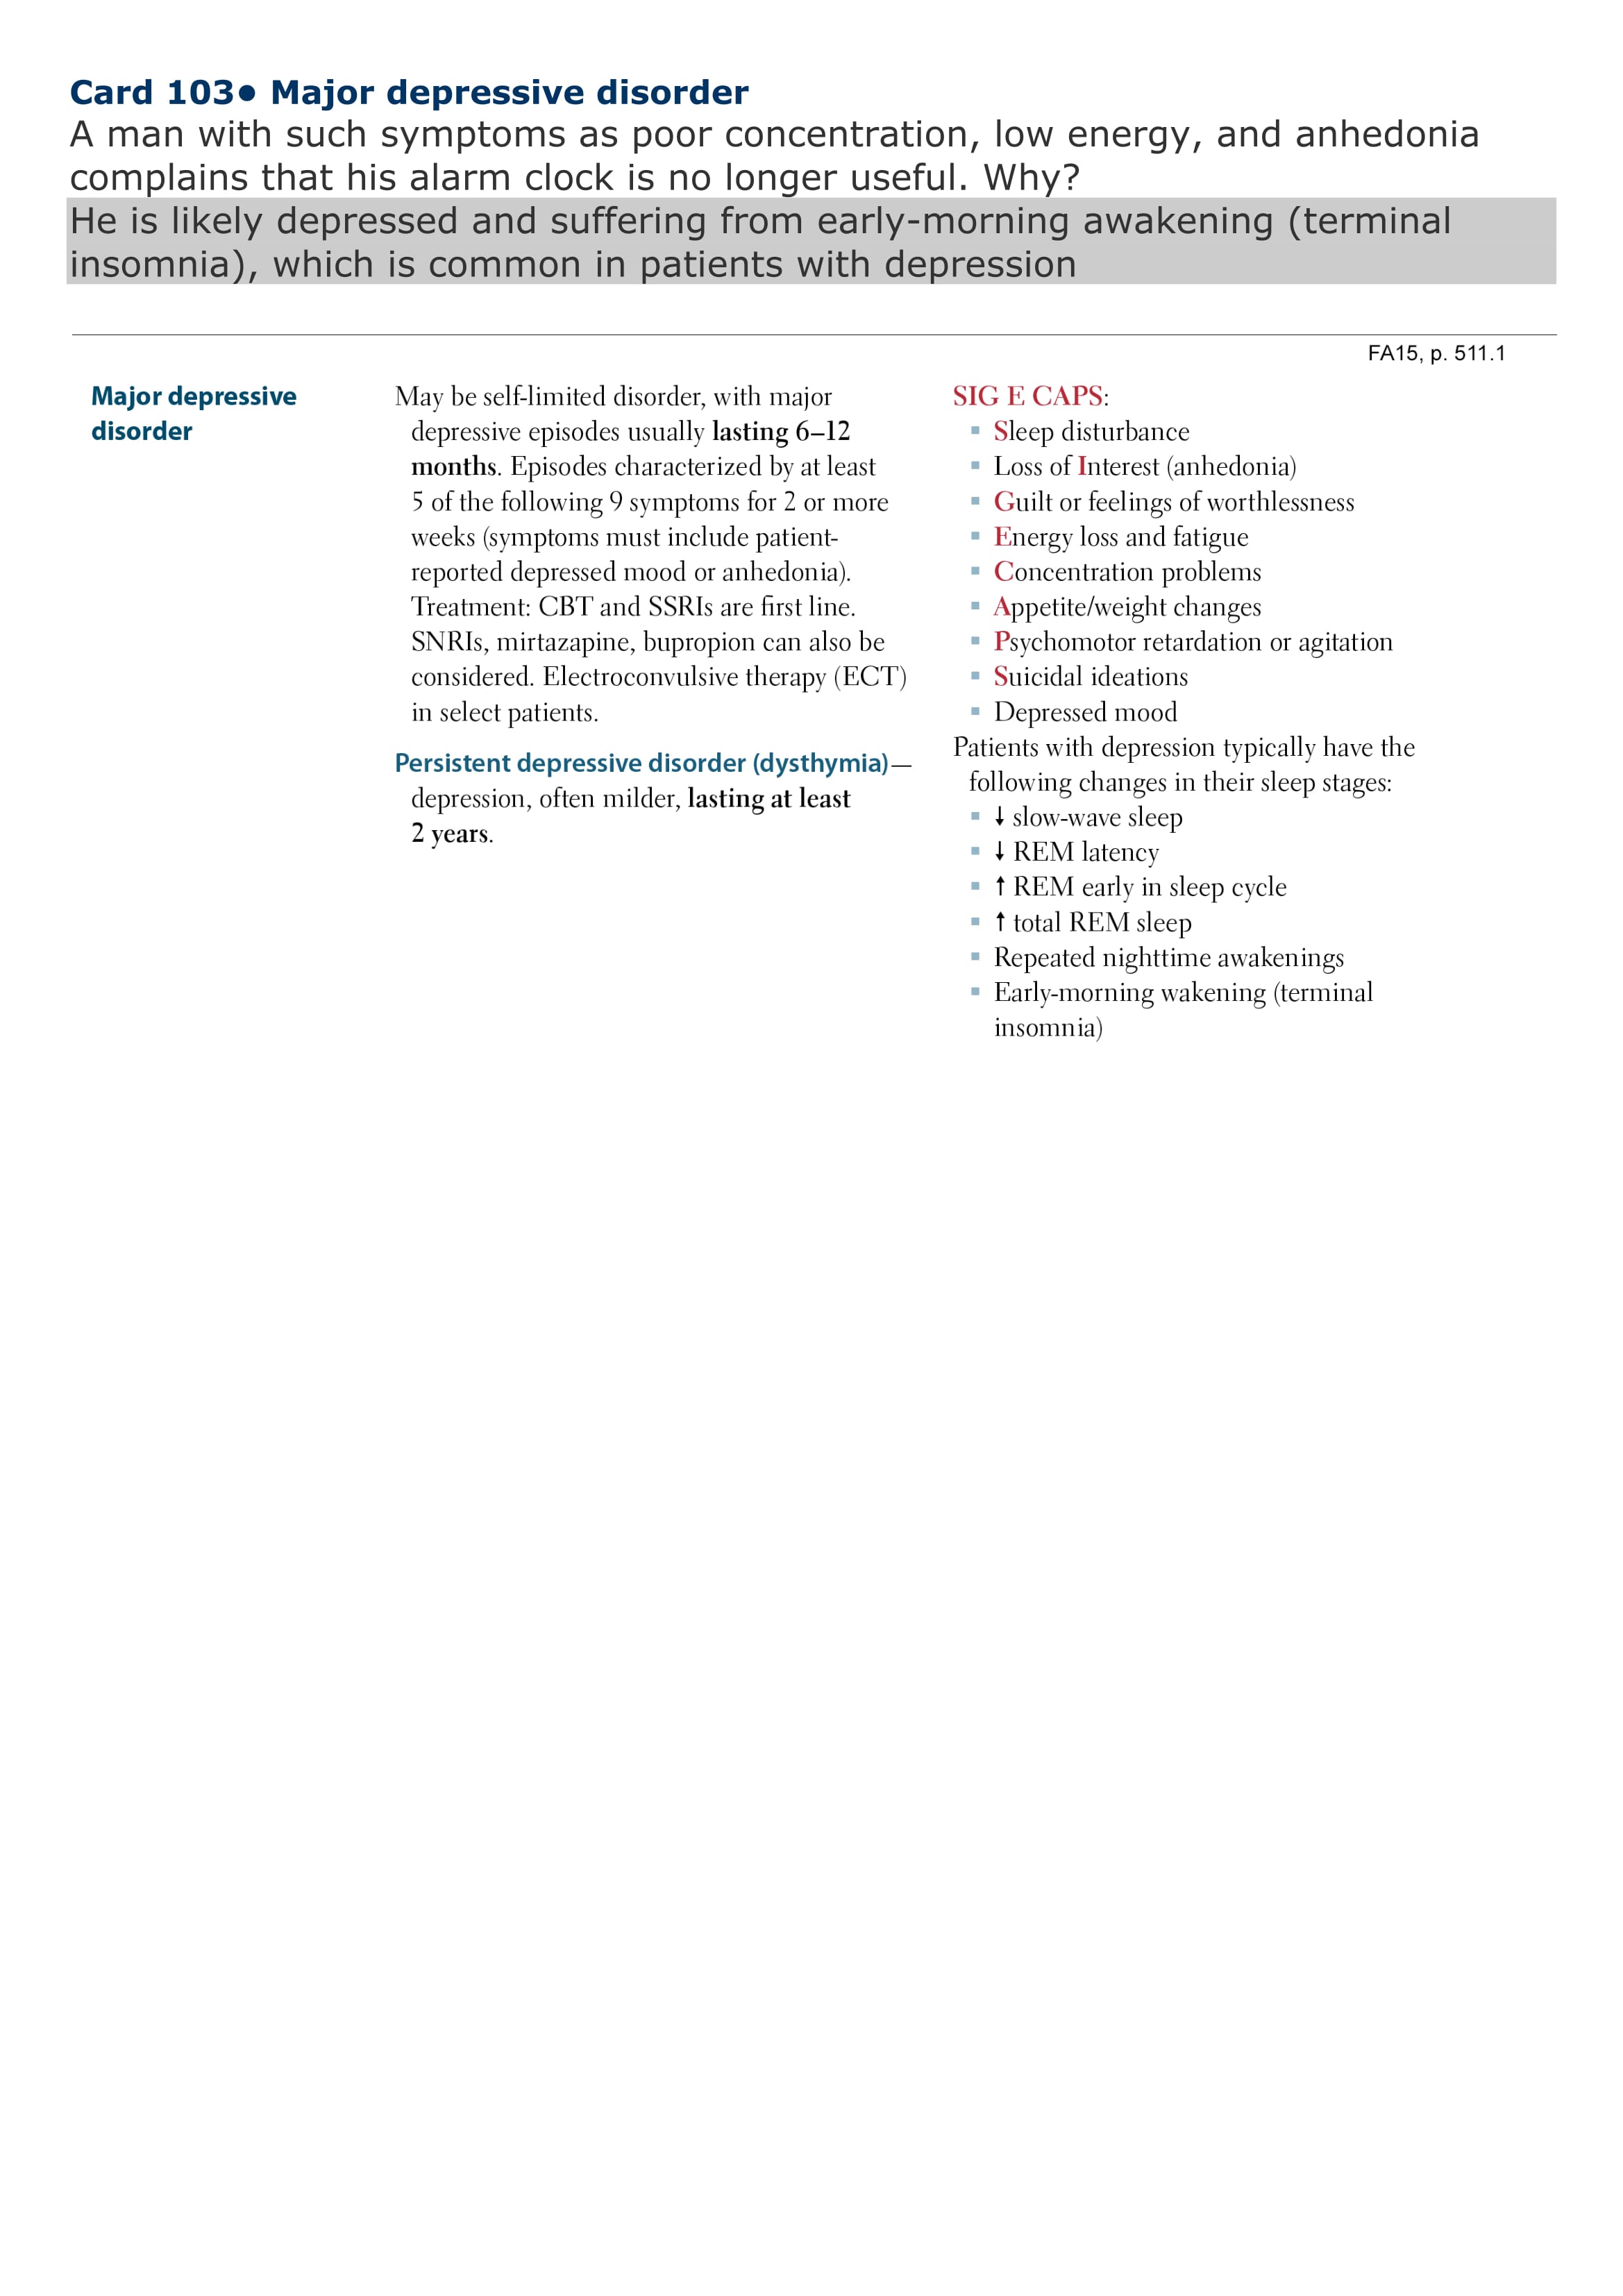 Card 103• Major depressive disorder
A man with such symptoms as poor concentration, low energy, and anhedonia
complains that his alarm clock is no longer useful. Why?
He is likely depressed and suffering from early-morning awakening (terminal
insomnia), which is common in patients with depression
FA15, p. 511.1
Major depressive
disorder
May be self-limited disorder, with major
depressive episodes usually lasting 6–12
months. Episodes characterized by at least
5 of the following 9 symptoms for 2 or more
weeks (symptoms must include patient-
reported depressed mood or anhedonia).
Treatment: CBT and SSRIs are first line.
SNRIs, mirtazapine, bupropion can also be
considered. Electroconvulsive therapy (ECT)
in select patients.
Persistent depressive disorder (dysthymia)—
depression, often milder, lasting at least
2 years.
SIG E CAPS:
▪ Sleep disturbance
▪ Loss of Interest (anhedonia)
▪ Guilt or feelings of worthlessness
▪ Energy loss and fatigue
▪ Concentration problems
▪ Appetite/weight changes
▪ Psychomotor retardation or agitation
▪ Suicidal ideations
▪ Depressed mood
Patients with depression typically have the
following changes in their sleep stages:
▪ ↓ slow-wave sleep
▪ ↓ REM latency
▪ ↑ REM early in sleep cycle
▪ ↑ total REM sleep
▪ Repeated nighttime awakenings
▪ Early-morning wakening (terminal
insomnia)